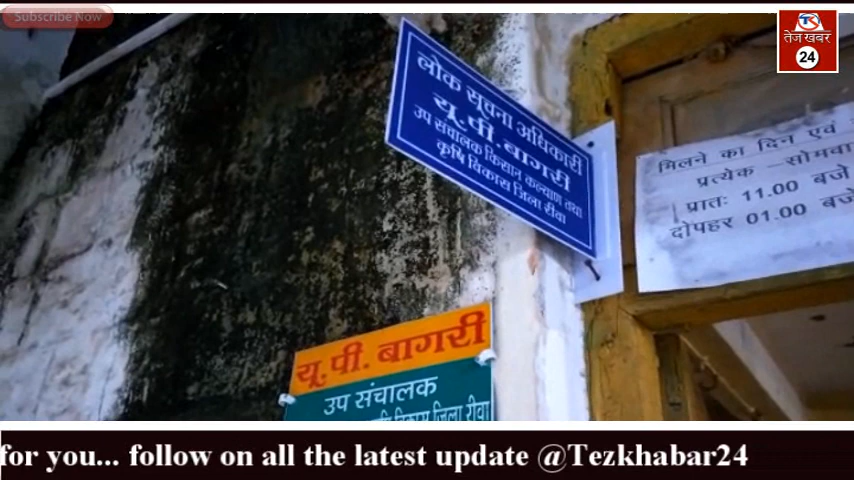 Subscribe Now
तेज खबर
24
लोक सूचना अधिकारी
यू.पी. बागरी
उप संचालक किसान कल्याण तथा
कृषि विकास जिला रीवा
मिलने का दिन एवं
प्रत्येक - सोमवा
प्रातः 11.00 बजे
दोपहर 01.00 बजे
यू. पी. बागरी
उप संचालक
विकास जिला रीवा
for you... follow on all the latest update @Tezkhabar24